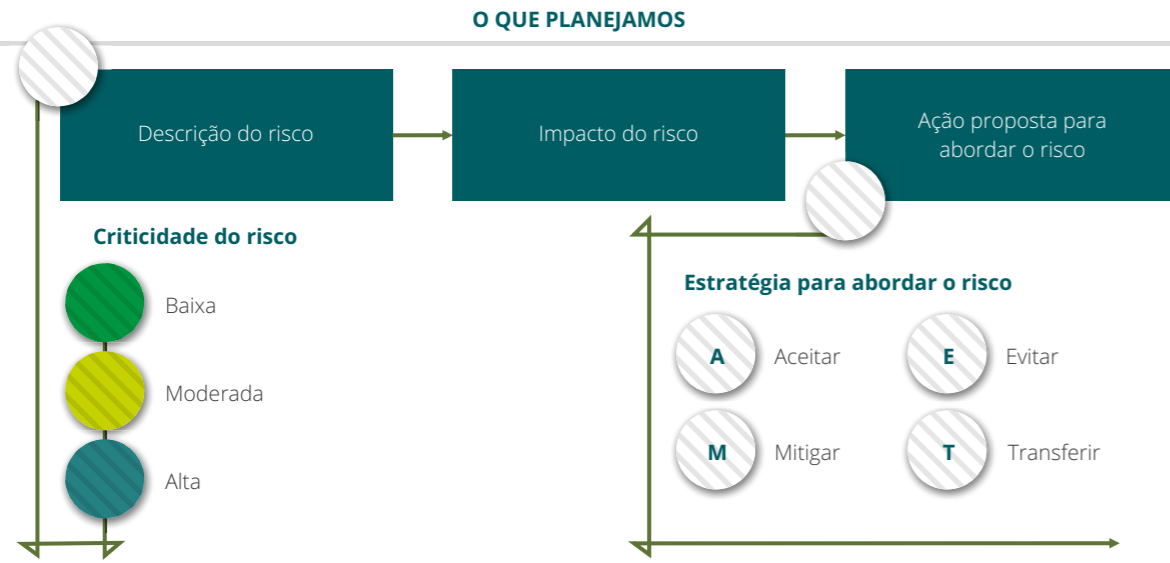 O QUE PLANEJAMOS
Descrição do risco
Impacto do risco
Ação proposta para
abordar o risco
Criticidade do risco
Baixa
Moderada
Alta
Estratégia para abordar o risco
A
Aceitar
E
Evitar
M
Mitigar
T
Transferir